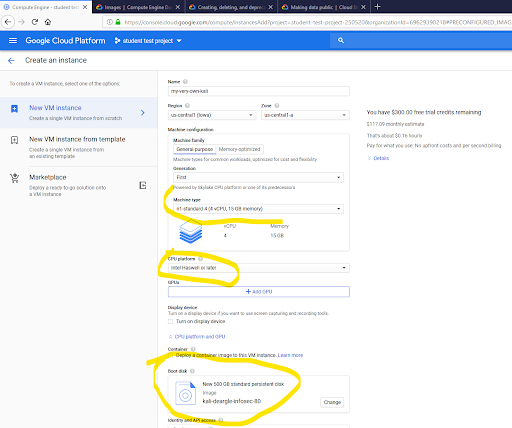 Compute Engine - student test
Images | Compute Engine Do
Creating, deleting, and depre
Making data public | Cloud S
https://console.cloud.google.com/compute/instancesAdd?project=student-test-project-250520&organizationId=696293902​18#PRECONFIGURED_IMAG
Google Cloud Platform
student test project
Create an instance
To create a VM instance, select one of the options:
New VM instance
Create a single VM instance from scratch
New VM instance from template
Create a single VM instance from
an existing template
Marketplace
Deploy a ready-to-go solution onto
a VM instance
Name
my-very-own-kali
Region
Zone
us-central1 (Iowa)
us-central1-a
Machine configuration
Machine family
General-purpose
Memory-optimized
Machine types for common workloads, optimized for cost and flexibility
Generation
First
Powered by Skylake CPU platform or one of its predecessors
Machine type
n1-standard-4 (4 vCPU, 15 GB memory)
vCPU
Memory
4
15 GB
CPU platform
Intel Haswell or later
GPUs
+ Add GPU
Display device
Turn on a display device if you want to use screen capturing and recording tools.
Turn on display device
CPU platform and GPU
Container
Deploy a container image to this VM instance. Learn more
Boot disk
New 500 GB standard persistent disk
Image
kali-deargle-infosec-80
Change
Identity and API access
You have $300.00 free trial credits remaining
$117.09 monthly estimate
That's about $0.16 hourly
Pay for what you use: No upfront costs and per second billing
Details